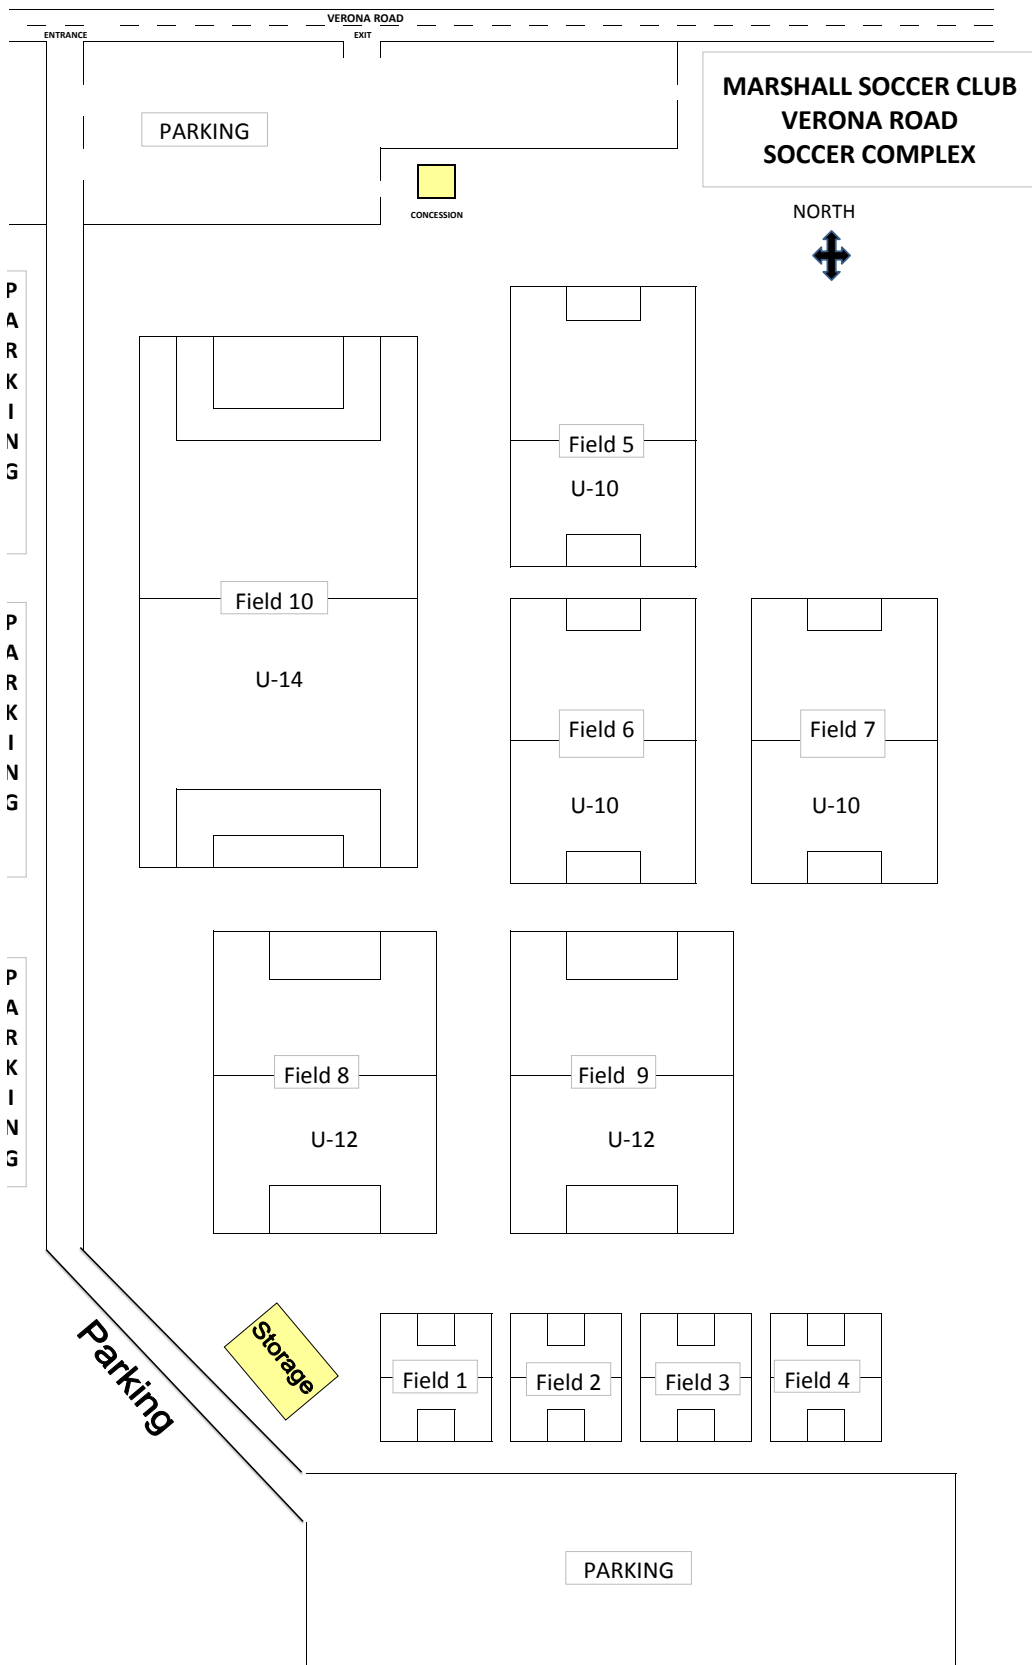 VERONA ROAD
ENTRANCE
EXIT
PARKING
MARSHALL SOCCER CLUB
VERONA ROAD
SOCCER COMPLEX
CONCESSION
NORTH
P
A
R
K
I
N
G
Field 5
U-10
Field 10
U-14
P
A
R
K
I
N
G
Field 6
U-10
Field 7
U-10
P
A
R
K
I
N
G
Field 8
U-12
Field  9
U-12
Parking
Storage
Field 1
Field 2
Field 3
Field 4
PARKING